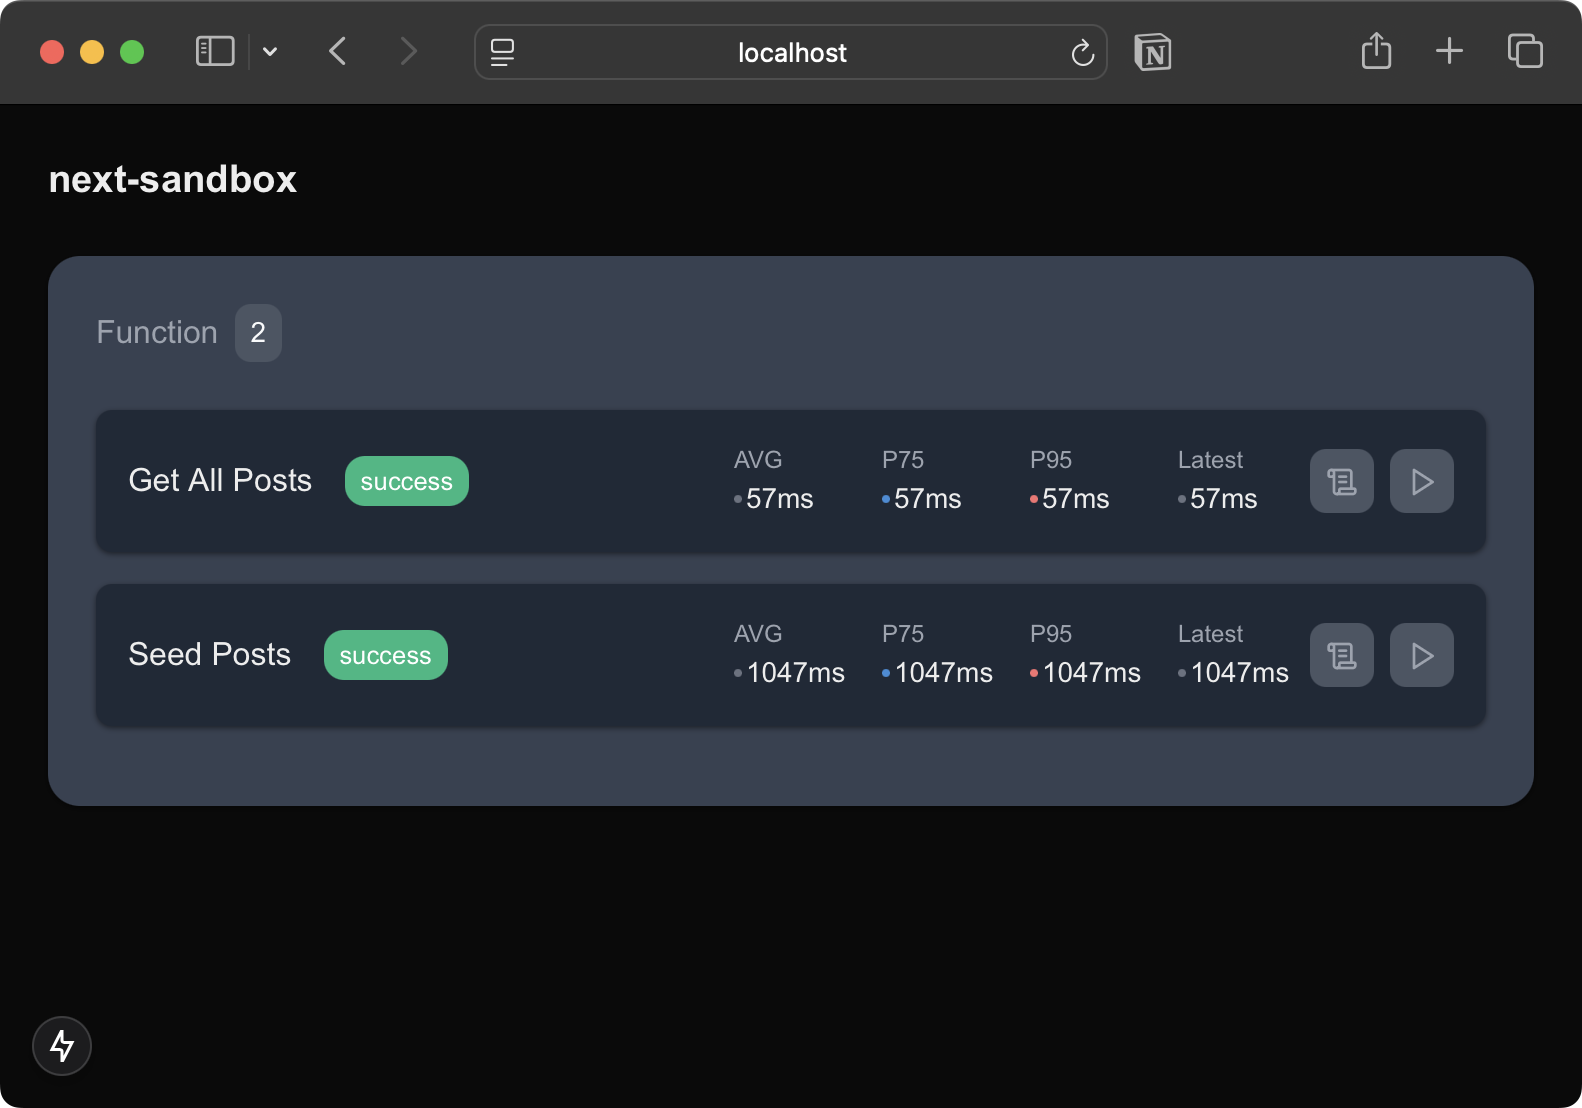 localhost
N
next-sandbox
Function 2
Get All Posts success
AVG P75 P95 Latest
57ms 57ms 57ms 57ms
Seed Posts success
AVG P75 P95 Latest
1047ms 1047ms 1047ms 1047ms